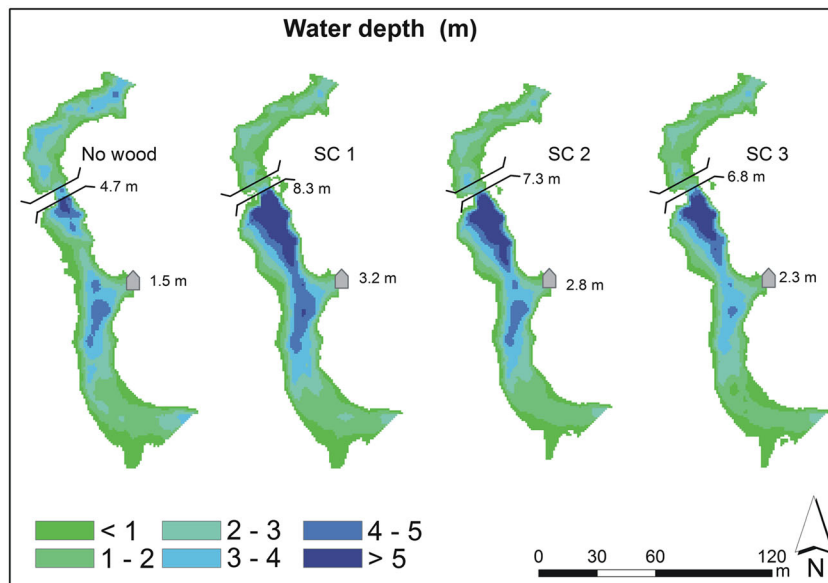 Water depth (m)
No wood
SC 1
SC 2
SC 3
4.7 m
8.3 m
7.3 m
6.8 m
1.5 m
3.2 m
2.8 m
2.3 m
< 1
2 - 3
4 - 5
1 - 2
3 - 4
> 5
0 30 60 120
m
N